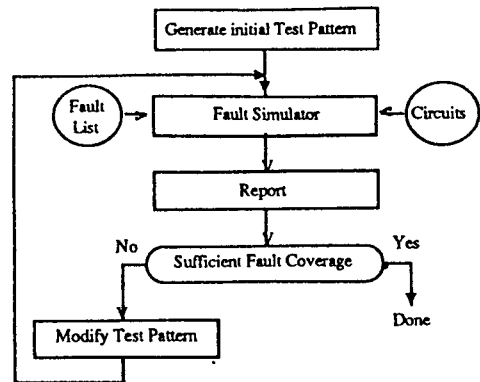 Generate initial Test Pattern
Fault
List
Fault Simulator
Circuits
Report
No
Yes
Sufficient Fault Coverage
Done
Modify Test Pattern